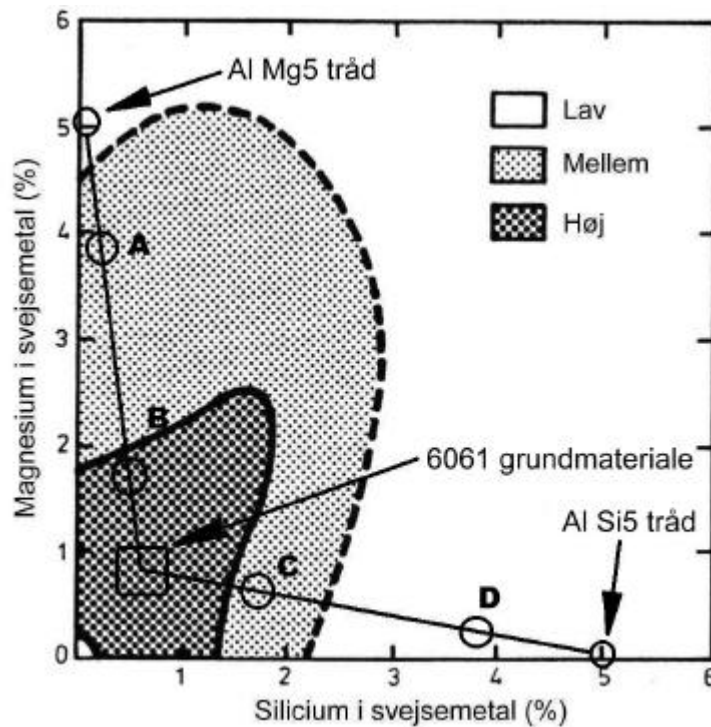 6
Al Mg5 tråd
5
Lav
Mellem
Høj
4
A
3
Magnesium i svejsemetal (%)
B
2
6061 grundmateriale
Al Si5 tråd
1
C
D
0
1 2 3 4 5 6
Silicium i svejsemetal (%)